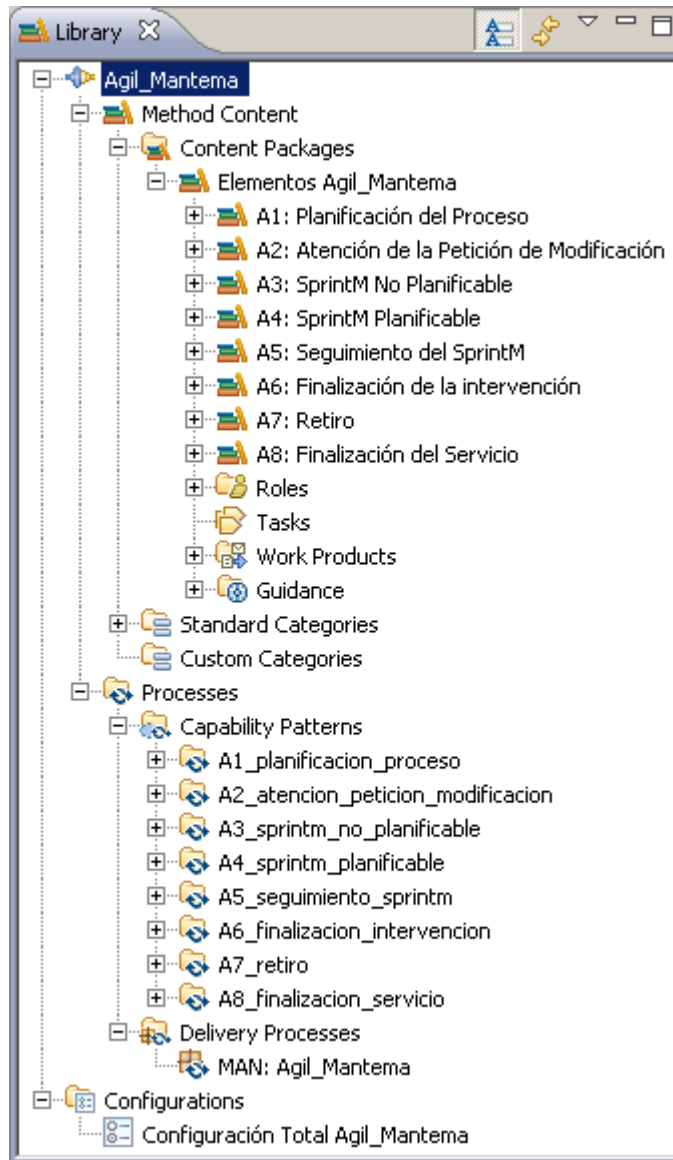 Library
Agil_Mantema
Method Content
Content Packages
Elementos Agil_Mantema
A1: Planificación del Proceso
A2: Atención de la Petición de Modificación
A3: SprintM No Planificable
A4: SprintM Planificable
A5: Seguimiento del SprintM
A6: Finalización de la intervención
A7: Retiro
A8: Finalización del Servicio
Roles
Tasks
Work Products
Guidance
Standard Categories
Custom Categories
Processes
Capability Patterns
A1_planificacion_proceso
A2_atencion_peticion_modificacion
A3_sprintm_no_planificable
A4_sprintm_planificable
A5_seguimiento_sprintm
A6_finalizacion_intervencion
A7_retiro
A8_finalizacion_servicio
Delivery Processes
MAN: Agil_Mantema
Configurations
Configuración Total Agil_Mantema